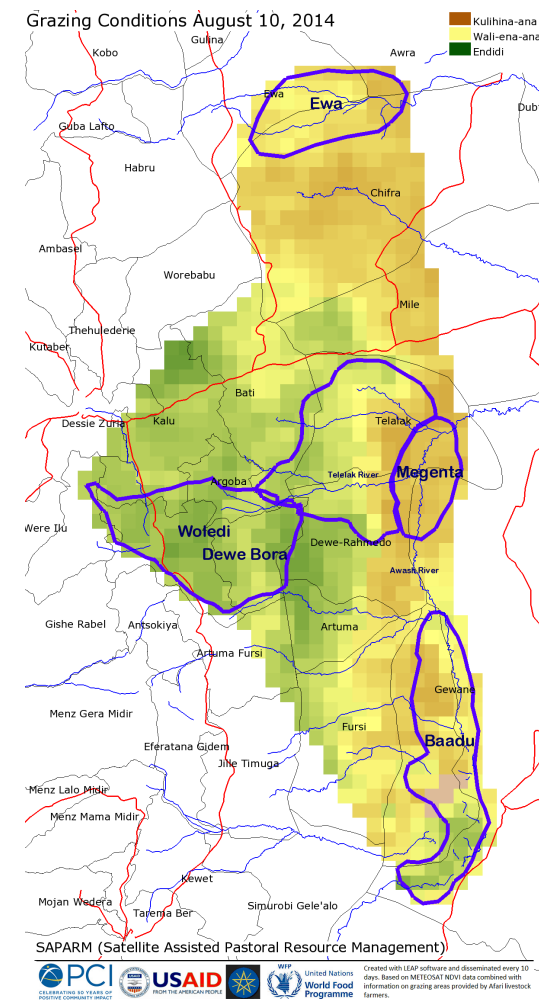 Grazing Conditions August 10, 2014
Kulihina-ana
Wali-ena-ana
Endidi
Gulina
Kobo
Awra
Ewa
Ewa
Dub
Guba Lafto
Habru
Chifra
Ambasel
Worebabu
Mile
Thehulederie
Kutaber
Bati
Dessie Zuria
Kalu
Telalak
Megenta
Telelak River
Argoba
Were Ilu
Woledi
Dewe Bora
Dewe-Rahmedo
Awash River
Gishe Rabel
Antsokiya
Artuma
Artuma Fursi
Gewane
Menz Gera Midir
Fursi
Baadu
Eferatana Gidem
Jille Timuga
Menz Lalo Midir
Menz Mama Midir
Kewet
Mojan Wedera
Tarema Ber
Simurobi Gele'alo
SAPARM (Satellite Assisted Pastoral Resource Management)
PCI
CELEBRATING 50 YEARS OF
POSITIVE COMMUNITY IMPACT
USAID
FROM THE AMERICAN PEOPLE
WFP
United Nations
World Food
Programme
Created with LEAP software and disseminated every 10
days. Based on METEOSAT NDVI data combined with
information on grazing areas provided by Afari livestock
farmers.